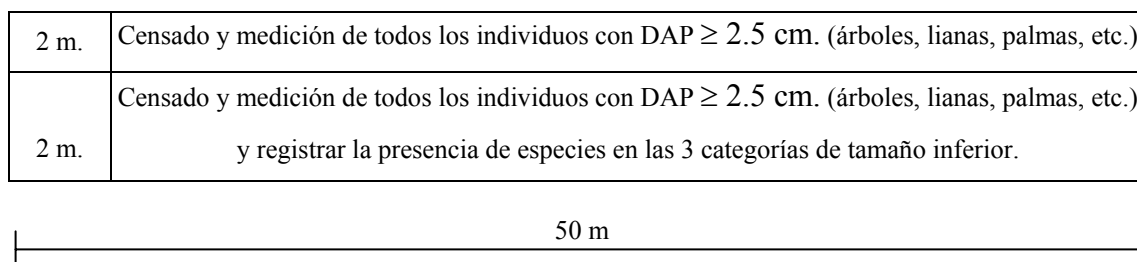 2 m. Censado y medición de todos los individuos con DAP ≥ 2.5 cm. (árboles, lianas, palmas, etc.)
Censado y medición de todos los individuos con DAP ≥ 2.5 cm. (árboles, lianas, palmas, etc.)
2 m. y registrar la presencia de especies en las 3 categorías de tamaño inferior.
50 m